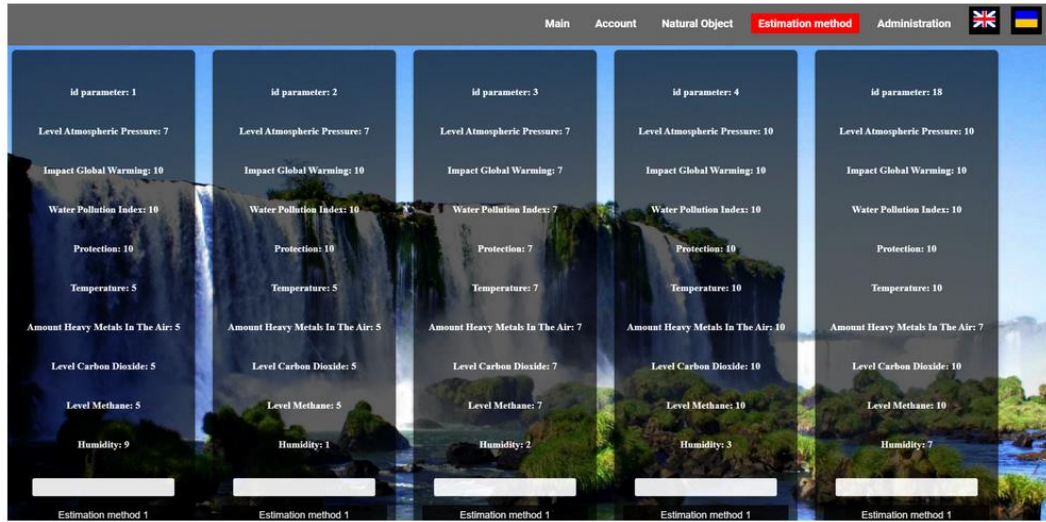 Main Account Natural Object Estimation method Administration
id parameter: 1
Level Atmospheric Pressure: 7
Impact Global Warming: 10
Water Pollution Index: 10
Protection: 10
Temperature: 5
Amount Heavy Metals In The Air: 5
Level Carbon Dioxide: 5
Level Methane: 5
Humidity: 9
Estimation method 1
id parameter: 2
Level Atmospheric Pressure: 7
Impact Global Warming: 10
Water Pollution Index: 10
Protection: 10
Temperature: 5
Amount Heavy Metals In The Air: 5
Level Carbon Dioxide: 5
Level Methane: 5
Humidity: 1
Estimation method 1
id parameter: 3
Level Atmospheric Pressure: 7
Impact Global Warming: 7
Water Pollution Index: 7
Protection: 7
Temperature: 7
Amount Heavy Metals In The Air: 7
Level Carbon Dioxide: 7
Level Methane: 7
Humidity: 2
Estimation method 1
id parameter: 4
Level Atmospheric Pressure: 10
Impact Global Warming: 10
Water Pollution Index: 10
Protection: 10
Temperature: 10
Amount Heavy Metals In The Air: 10
Level Carbon Dioxide: 10
Level Methane: 10
Humidity: 3
Estimation method 1
id parameter: 18
Level Atmospheric Pressure: 10
Impact Global Warming: 10
Water Pollution Index: 10
Protection: 10
Temperature: 10
Amount Heavy Metals In The Air: 7
Level Carbon Dioxide: 10
Level Methane: 10
Humidity: 7
Estimation method 1